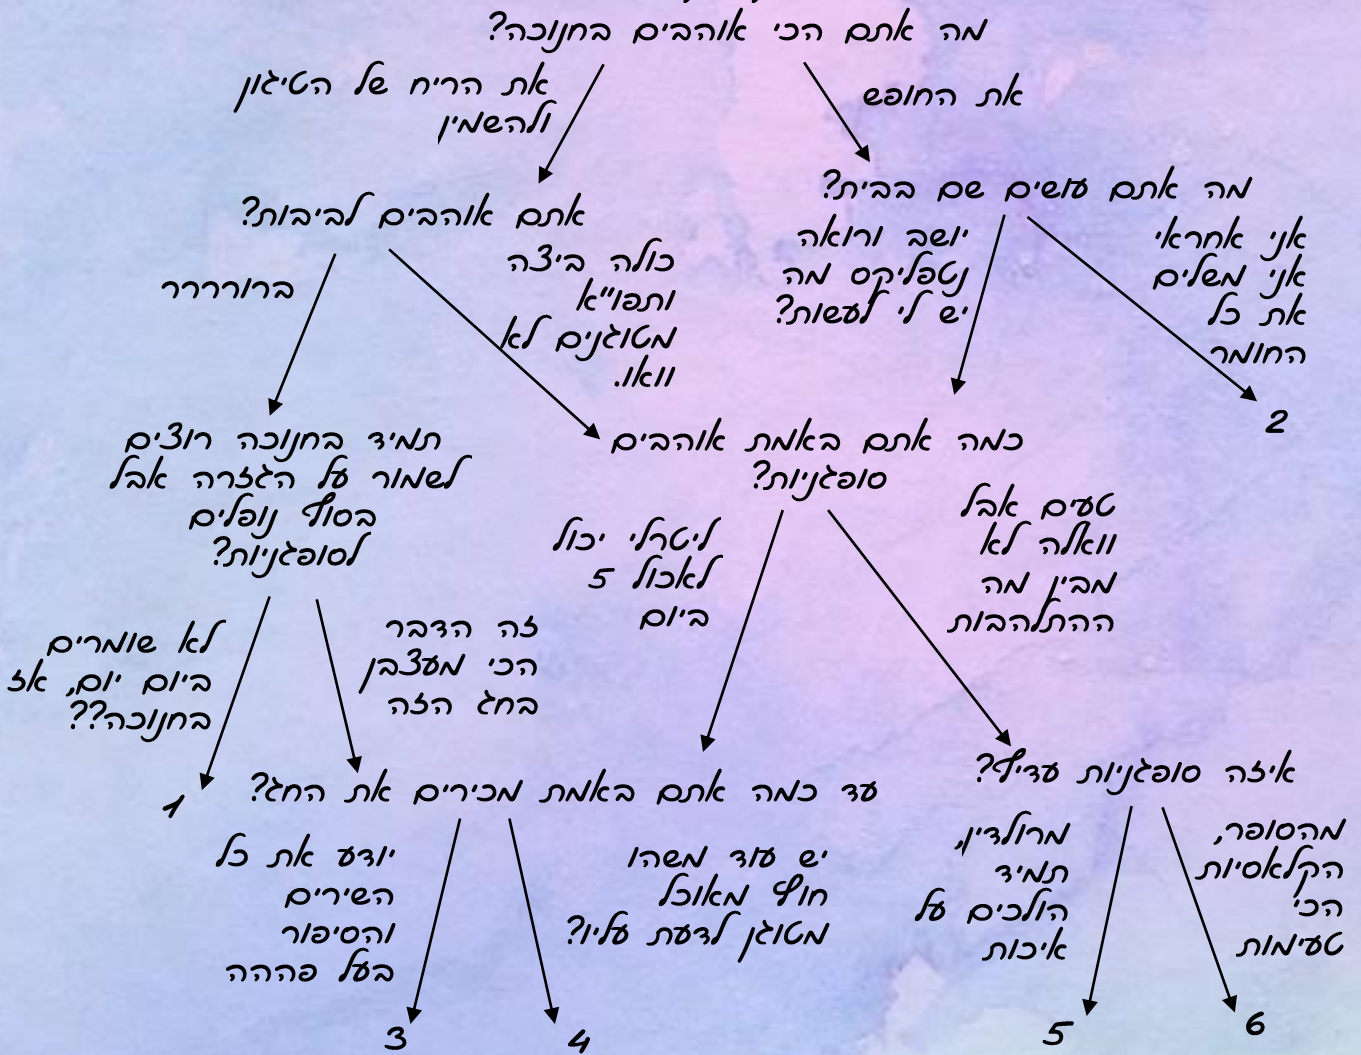 מה אתם הכי אוהבים בחנוכה?
את החופש
את הריח של הטיגון
ולהשמין
מה אתם עושים שם בבית?
אתם אוהבים לביבות?
אני אחראי
אני משלים
את כל
החומר
יושב ורואה
נטפליקס מה
יש לי לעשות?
כולה ביצה
ותפו״א
מטוגנים לא
וואו.
ברורררר
2
כמה אתם באמת אוהבים
סופגניות?
תמיד בחנוכה רוצים
לשמור על הגזרה אבל
בסוף נופלים
לסופגניות?
טעים אבל
וואלה לא
מבין מה
ההתלהבות
ליטרלי יכול
לאכול 5
ביום
זה הדבר
הכי מעצבן
בחג הזה
לא שומרים
ביום יום, אז
בחנוכה??
איזה סופגניות עדיף?
עד כמה אתם באמת מכירים את החג?
1
מהסופר,
הקלאסיות
הכי
טעימות
מרולדין,
תמיד
הולכים על
איכות
יש עוד משהו
חוץ מאוכל
מטוגן לדעת עליו?
יודע את כל
השירים
והסיפור
בעל פההה
6
5
4
3